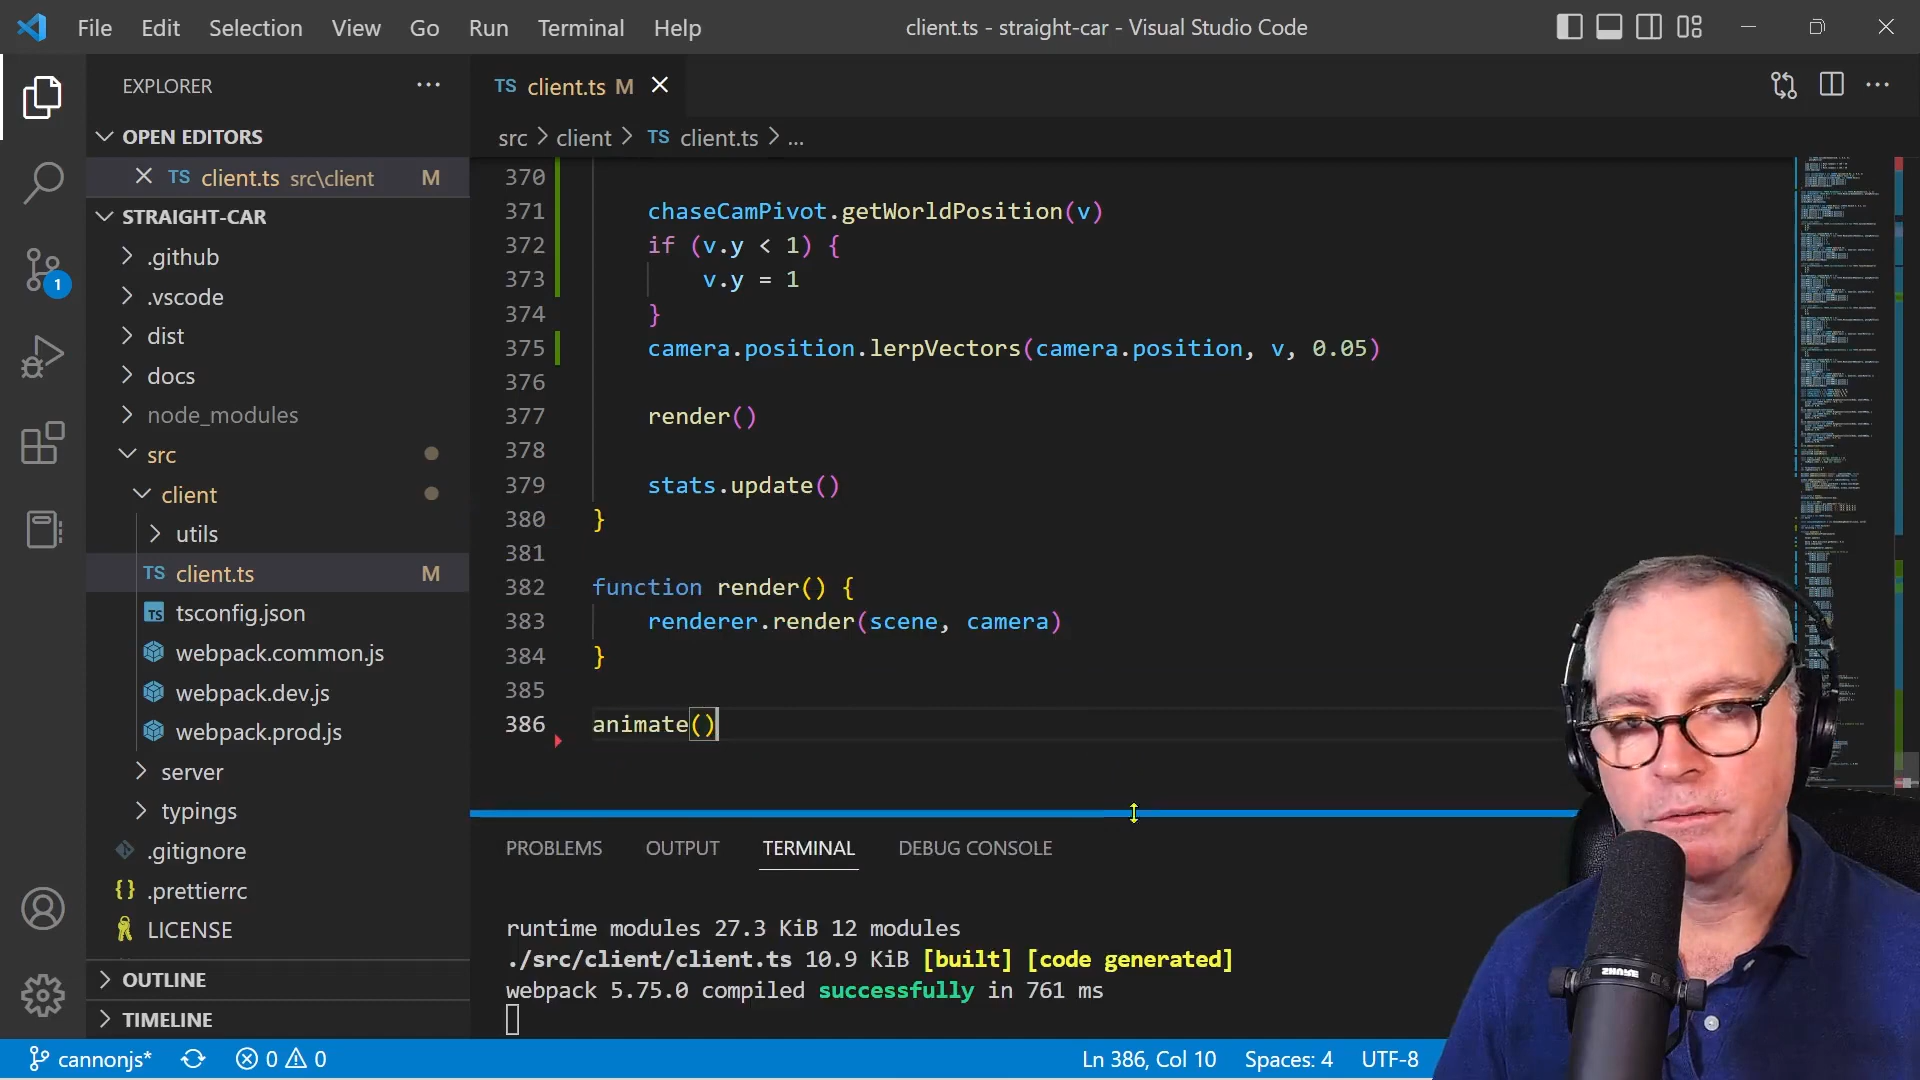 File Edit Selection View Go Run Terminal Help
client.ts - straight-car - Visual Studio Code
EXPLORER
OPEN EDITORS
TS client.ts src\client M
STRAIGHT-CAR
.github
.vscode
dist
docs
node_modules
src
client
utils
TS client.ts M
TS tsconfig.json
webpack.common.js
webpack.dev.js
webpack.prod.js
server
typings
.gitignore
{} .prettierrc
LICENSE
OUTLINE
TIMELINE
1
TS client.ts M
src > client > TS client.ts > ...
370
371 chaseCamPivot.getWorldPosition(v)
372 if (v.y < 1) {
373 v.y = 1
374 }
375 camera.position.lerpVectors(camera.position, v, 0.05)
376
377 render()
378
379 stats.update()
380 }
381
382 function render() {
383 renderer.render(scene, camera)
384 }
385
386 animate()
PROBLEMS OUTPUT TERMINAL DEBUG CONSOLE
runtime modules 27.3 KiB 12 modules
./src/client/client.ts 10.9 KiB [built] [code generated]
webpack 5.75.0 compiled successfully in 761 ms
SHURE
cannonjs* 0 0 Ln 386, Col 10 Spaces: 4 UTF-8